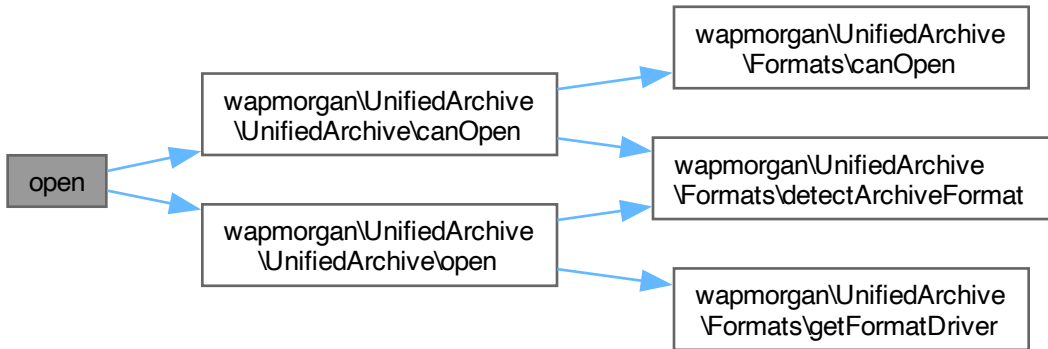 open
wapmorgan\UnifiedArchive
\UnifiedArchive\canOpen
wapmorgan\UnifiedArchive
\UnifiedArchive\open
wapmorgan\UnifiedArchive
\Formats\canOpen
wapmorgan\UnifiedArchive
\Formats\detectArchiveFormat
wapmorgan\UnifiedArchive
\Formats\getFormatDriver